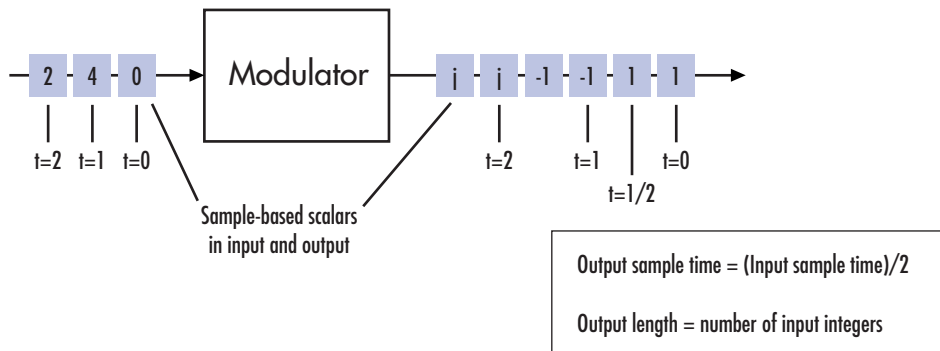 2 4 0 Modulator j j -1 -1 1 1
t=2 t=1 t=0 t=2 t=1 t=0
t=1/2
Sample-based scalars
in input and output
Output sample time = (Input sample time)/2
Output length = number of input integers